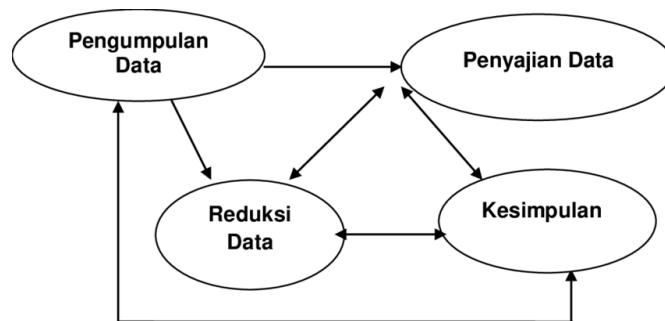 Pengumpulan
Data
Penyajian Data
Reduksi
Data
Kesimpulan